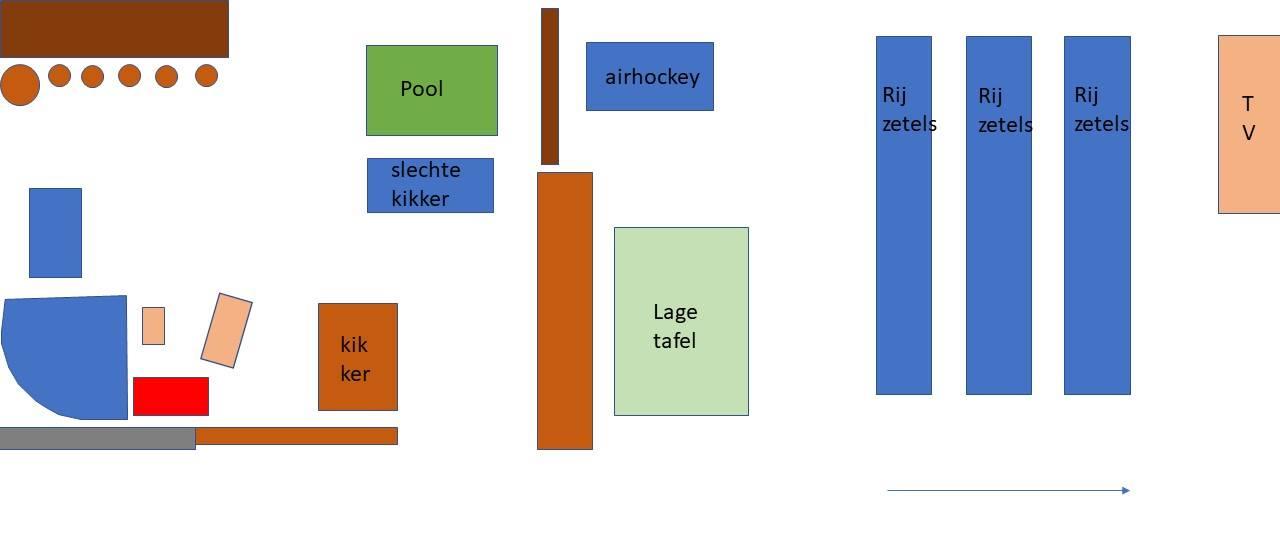 Pool
airhockey
slechte
kikker
kik
ker
Lage
tafel
Rij
zetels
Rij
zetels
Rij
zetels
T
V